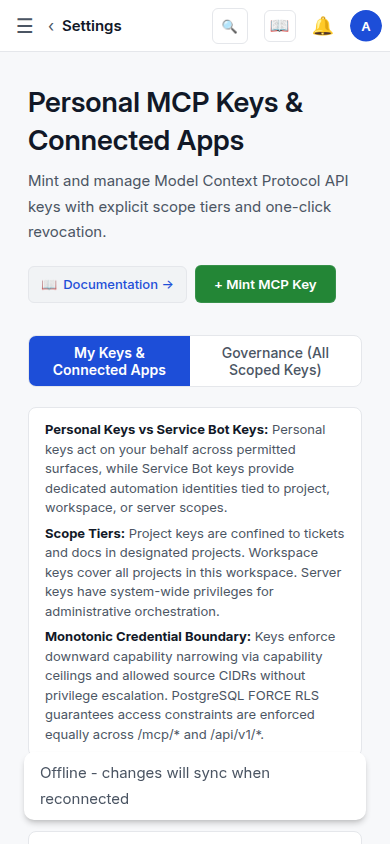 Settings
A
Personal MCP Keys &
Connected Apps
Mint and manage Model Context Protocol API
keys with explicit scope tiers and one-click
revocation.
Documentation →
+ Mint MCP Key
My Keys &
Connected Apps
Governance (All
Scoped Keys)
Personal Keys vs Service Bot Keys: Personal
keys act on your behalf across permitted
surfaces, while Service Bot keys provide
dedicated automation identities tied to project,
workspace, or server scopes.
Scope Tiers: Project keys are confined to tickets
and docs in designated projects. Workspace
keys cover all projects in this workspace. Server
keys have system-wide privileges for
administrative orchestration.
Monotonic Credential Boundary: Keys enforce
downward capability narrowing via capability
ceilings and allowed source CIDRs without
privilege escalation. PostgreSQL FORCE RLS
guarantees access constraints are enforced
equally across /mcp/* and /api/v1/*.
Offline - changes will sync when
reconnected